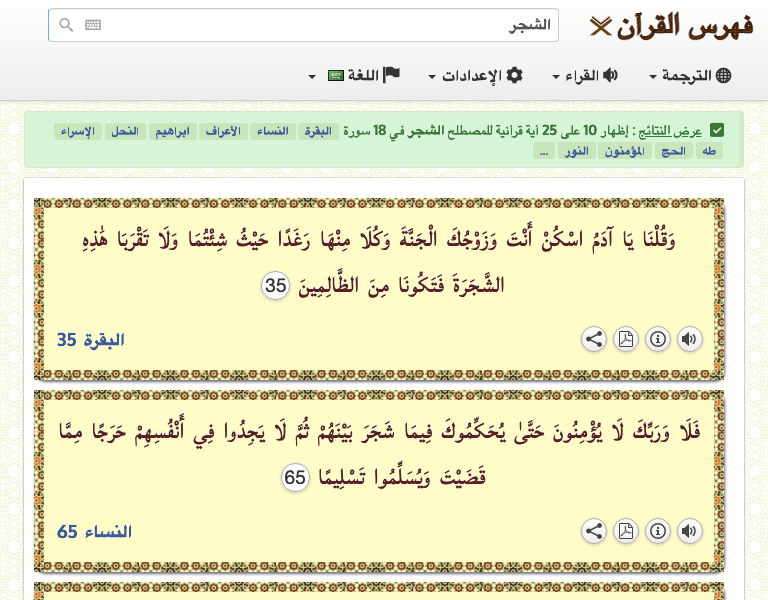 فهرس القرآن
الشجر
الترجمة القراء الإعدادات اللغة
عرض النتائج : إظهار 10 على 25 آية قرآنية للمصطلح الشجر في 18 سورة البقرة النساء الأعراف ابراهيم النحل الإسراء
طه الحج المؤمنون النور ...
وَقُلْنَا يَا آدَمُ اسْكُنْ أَنْتَ وَزَوْجُكَ الْجَنَّةَ وَكُلَا مِنْهَا رَغَدًا حَيْثُ شِئْتُمَا وَلَا تَقْرَبَا هَٰذِهِ
الشَّجَرَةَ فَتَكُونَا مِنَ الظَّالِمِينَ 35
البقرة 35
فَلَا وَرَبِّكَ لَا يُؤْمِنُونَ حَتَّىٰ يُحَكِّمُوكَ فِيمَا شَجَرَ بَيْنَهُمْ ثُمَّ لَا يَجِدُوا فِي أَنْفُسِهِمْ حَرَجًا مِمَّا
قَضَيْتَ وَيُسَلِّمُوا تَسْلِيمًا 65
النساء 65